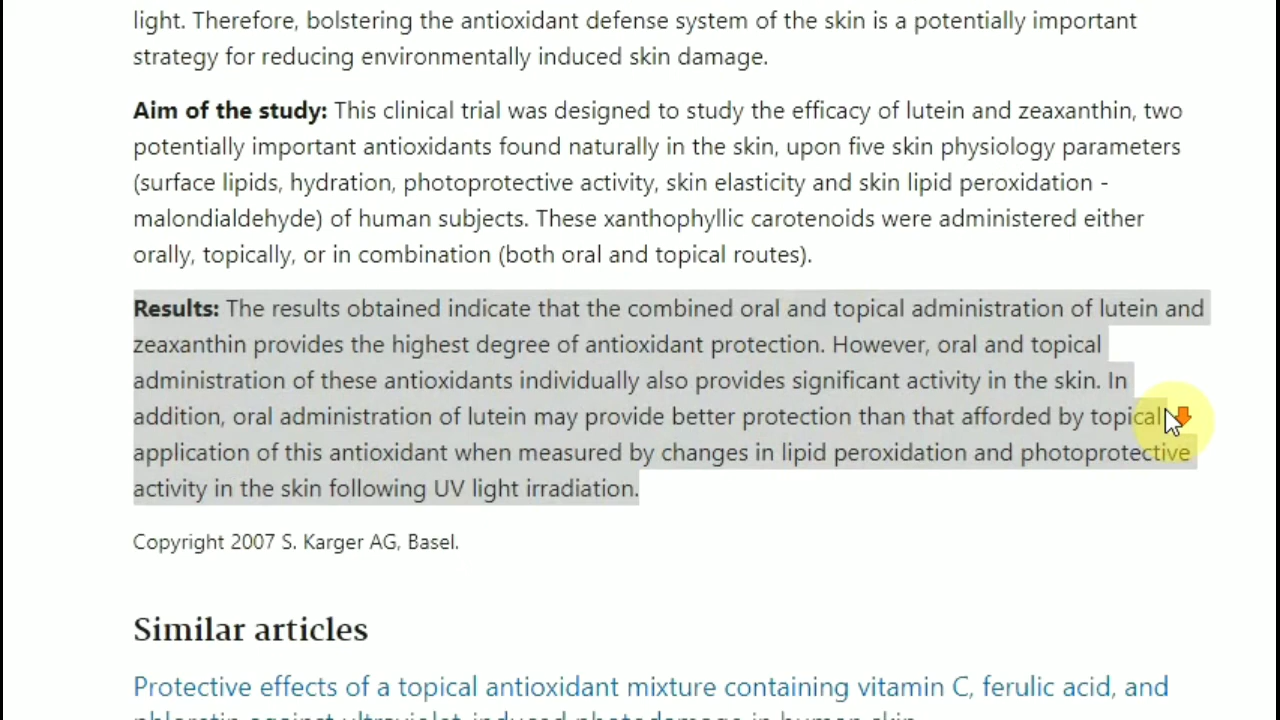 light. Therefore, bolstering the antioxidant defense system of the skin is a potentially important
strategy for reducing environmentally induced skin damage.
Aim of the study: This clinical trial was designed to study the efficacy of lutein and zeaxanthin, two
potentially important antioxidants found naturally in the skin, upon five skin physiology parameters
(surface lipids, hydration, photoprotective activity, skin elasticity and skin lipid peroxidation -
malondialdehyde) of human subjects. These xanthophyllic carotenoids were administered either
orally, topically, or in combination (both oral and topical routes).
Results: The results obtained indicate that the combined oral and topical administration of lutein and
zeaxanthin provides the highest degree of antioxidant protection. However, oral and topical
administration of these antioxidants individually also provides significant activity in the skin. In
addition, oral administration of lutein may provide better protection than that afforded by topical
application of this antioxidant when measured by changes in lipid peroxidation and photoprotective
activity in the skin following UV light irradiation.
Copyright 2007 S. Karger AG, Basel.
Similar articles
Protective effects of a topical antioxidant mixture containing vitamin C, ferulic acid, and
phloretin against ultraviolet-induced photodamage in human skin.